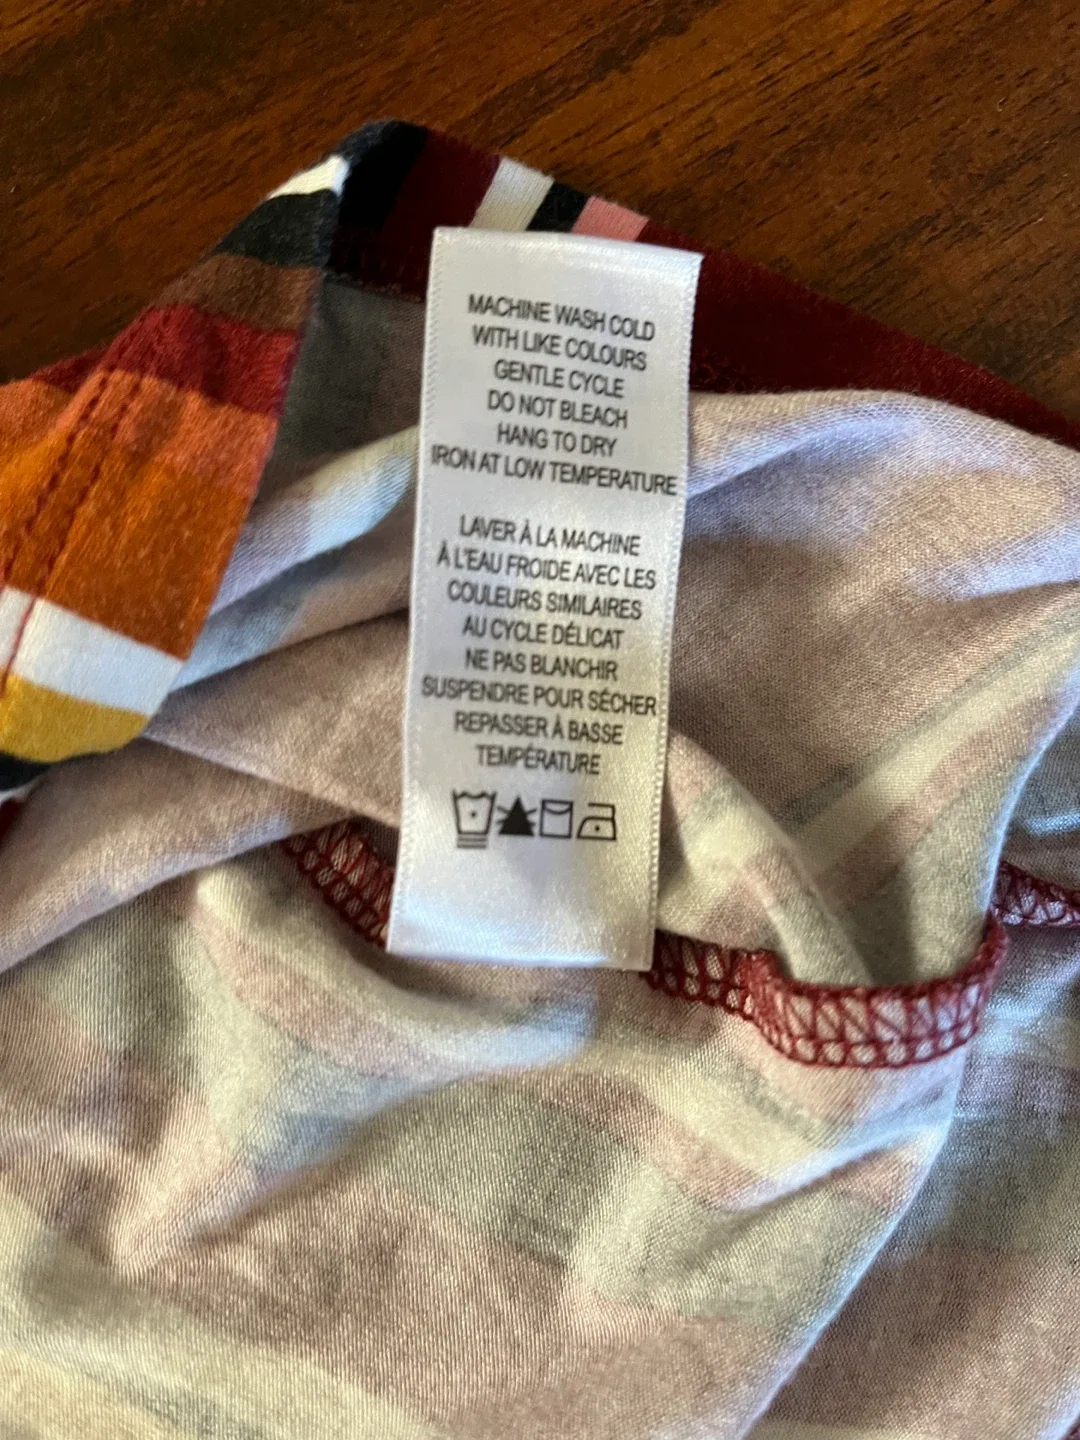 MACHINE WASH COLD
WITH LIKE COLOURS
GENTLE CYCLE
DO NOT BLEACH
HANG TO DRY
IRON AT LOW TEMPERATURE
LAVER À LA MACHINE
À L'EAU FROIDE AVEC LES
COULEURS SIMILAIRES
AU CYCLE DÉLICAT
NE PAS BLANCHIR
SUSPENDRE POUR SÉCHER
REPASSER À BASSE
TEMPÉRATURE